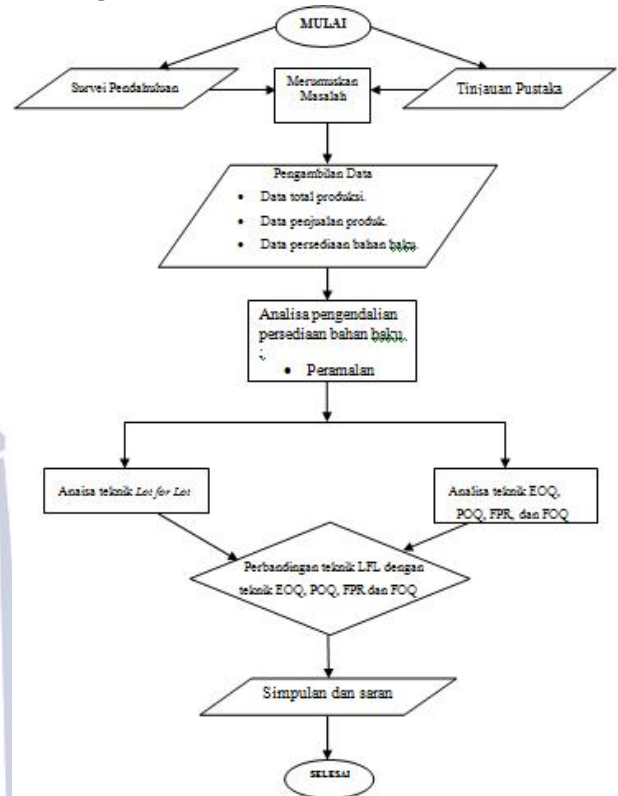 MULAI
Survei Pendahuluan
Merumuskan
Masalah
Tinjauan Pustaka
Pengambilan Data
• Data total produksi.
• Data penjualan produk.
• Data persediaan bahan baku.
Analisa pengendalian
persediaan bahan baku.
:.
• Peramalan
Anaisa teknik Lot for Lot
Analisa teknik EOQ,
POQ, FPR, dan FOQ
Perbandingan teknik LFL dengan
teknik EOQ, POQ, FPR dan FOQ
Simpulan dan saran
SELESAI